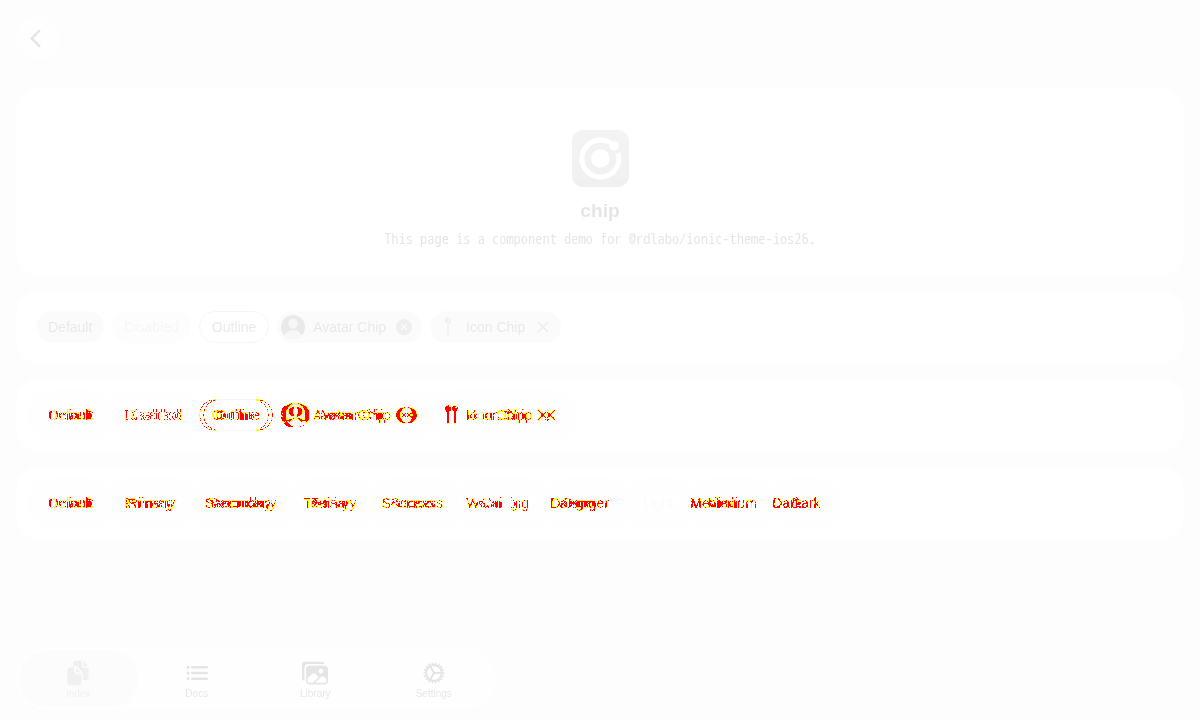 chip
This page is a component demo for @rdlabo/ionic-theme-ios26.
Default Disabled Outline Avatar Chip Icon Chip
Default Disabled Outline Avatar Chip Icon Chip
Default Primary Secondary Tertiary Success Warning Danger Medium Dark
Index Docs Library Settings